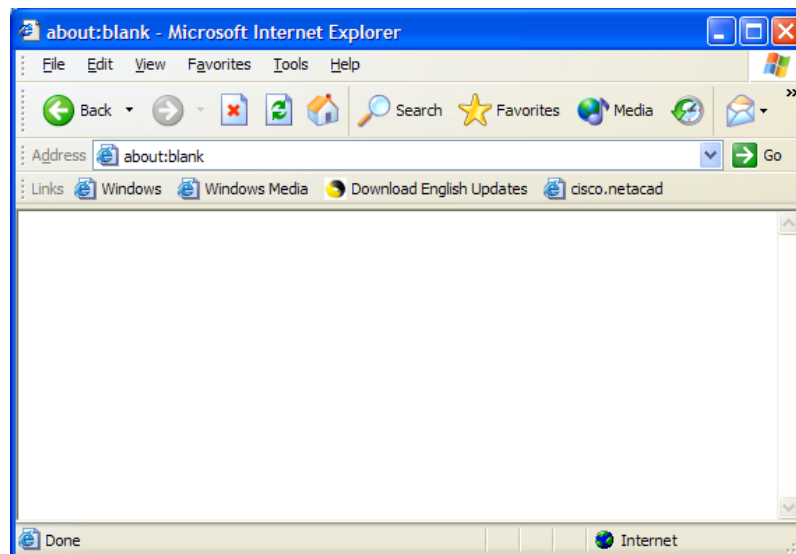 about:blank - Microsoft Internet Explorer
File Edit View Favorites Tools Help
Back Search Favorites Media »
Address about:blank Go
Links Windows Windows Media Download English Updates cisco.netacad
Done Internet